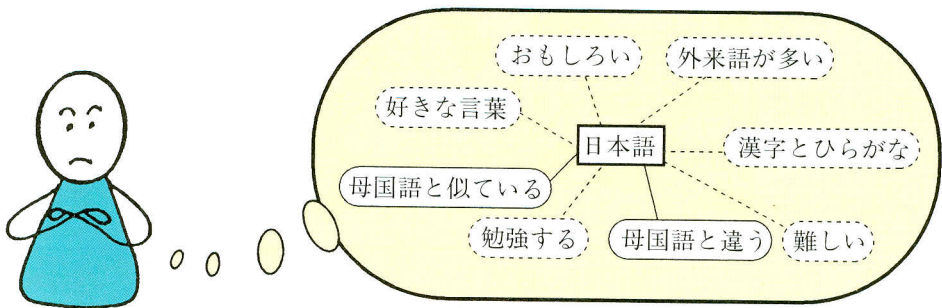 おもしろい
外来語が多い
好きな言葉
日本語
漢字とひらがな
母国語と似ている
勉強する
母国語と違う
難しい